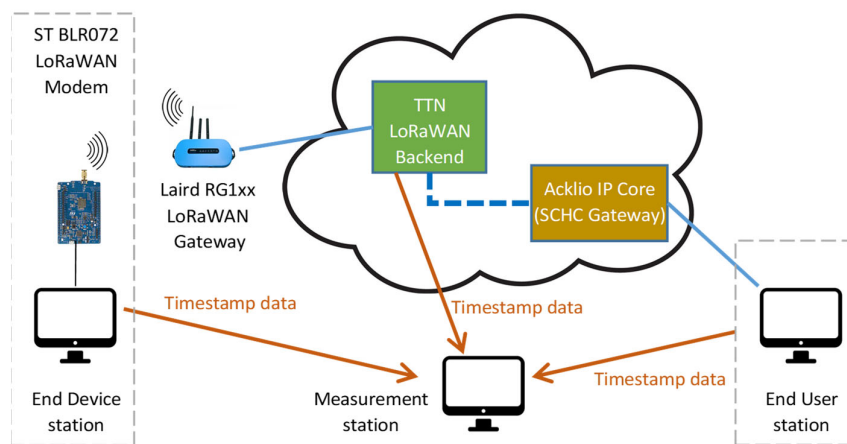 ST BLR072
LoRaWAN
Modem
Laird RG1xx
LoRaWAN
Gateway
TTN
LoRaWAN
Backend
Acklio IP Core
(SCHC Gateway)
Timestamp data
Timestamp data
Timestamp data
End Device
station
Measurement
station
End User
station